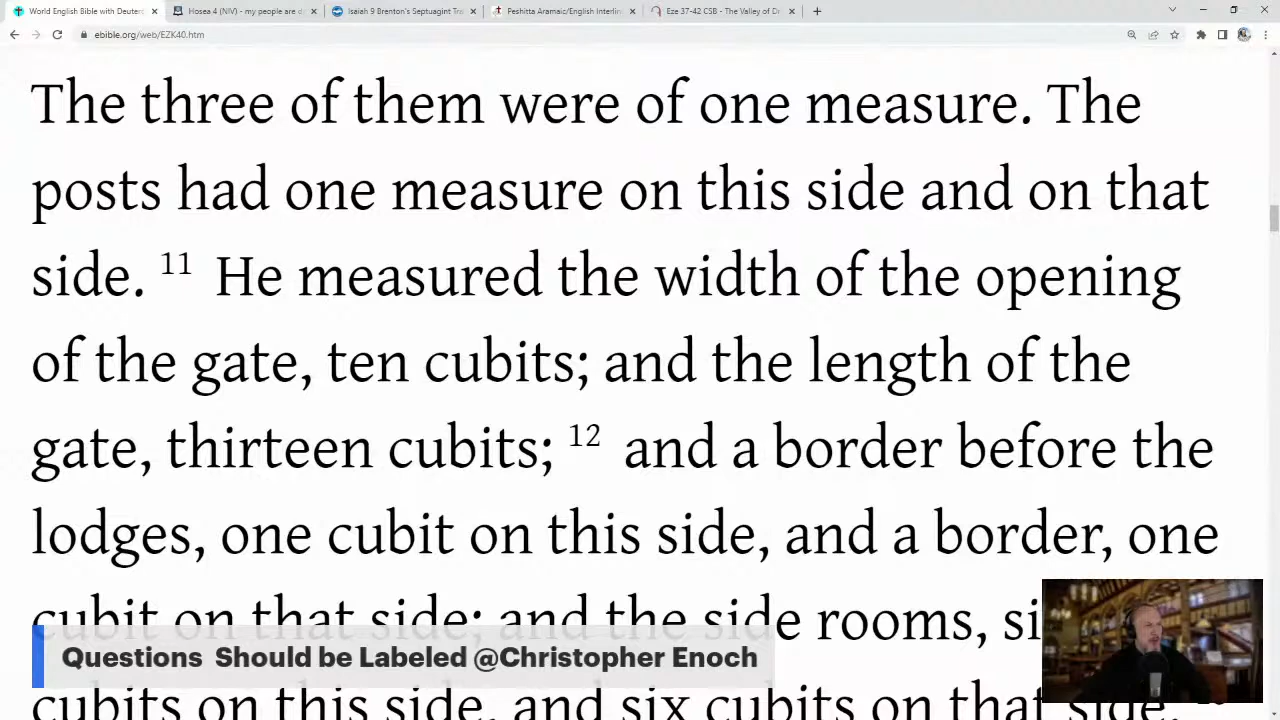 World English Bible with Deuter
Hosea 4 (NIV) - my people are d
Isaiah 9 Brenton's Septuagint Tra
Peshitta Aramaic/English Interlin
Eze 37-42 CSB - The Valley of D
ebible.org/web/EZK40.htm
The three of them were of one measure. The
posts had one measure on this side and on that
side. 11 He measured the width of the opening
of the gate, ten cubits; and the length of the
gate, thirteen cubits; 12 and a border before the
lodges, one cubit on this side, and a border, one
cubit on that side; and the side rooms, si
Questions Should be Labeled @Christopher Enoch
cubits on this side, and six cubits on that side.